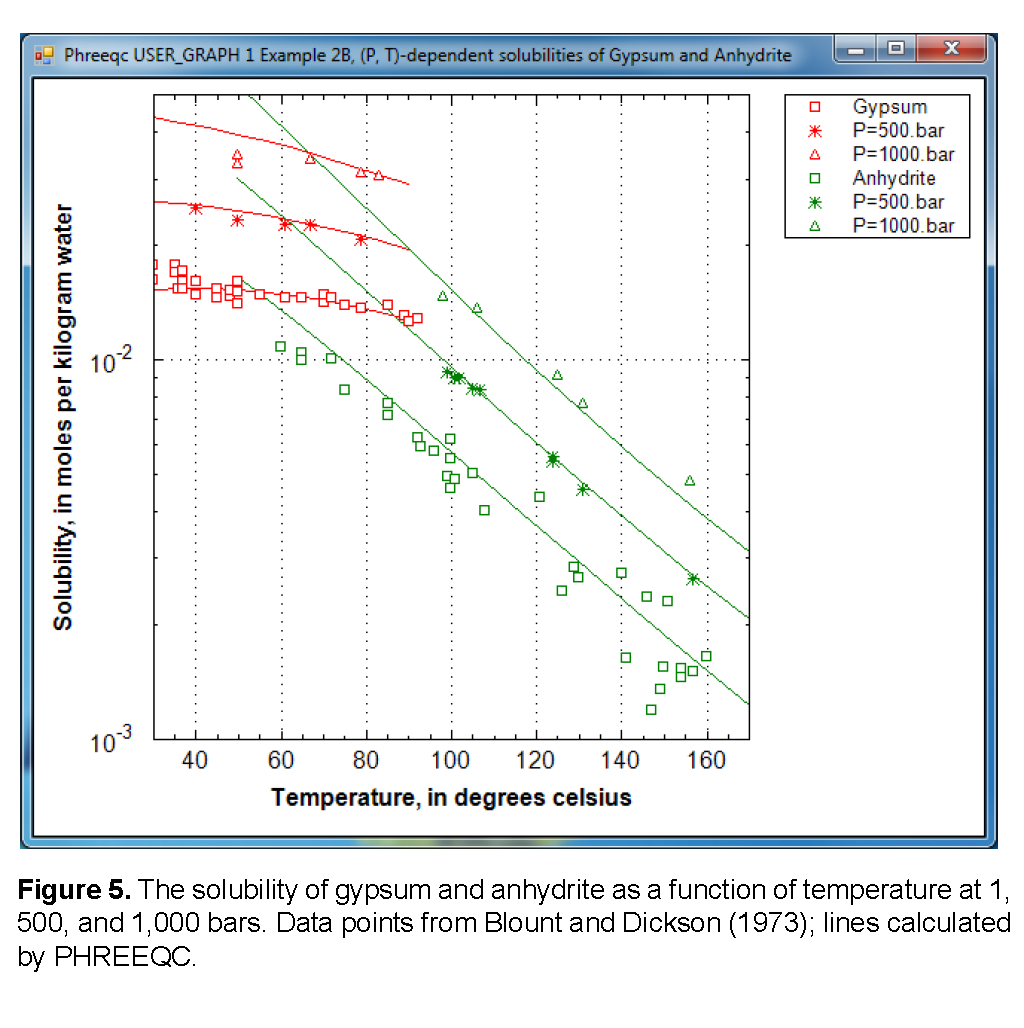 Phreeqc USER_GRAPH 1 Example 2B, (P, T)-dependent solubilities of Gypsum and Anhydrite
Gypsum
P=500.bar
P=1000.bar
Anhydrite
P=500.bar
P=1000.bar
Solubility, in moles per kilogram water
10-2
10-3
40 60 80 100 120 140 160
Temperature, in degrees celsius
Figure 5. The solubility of gypsum and anhydrite as a function of temperature at 1,
500, and 1,000 bars. Data points from Blount and Dickson (1973); lines calculated
by PHREEQC.